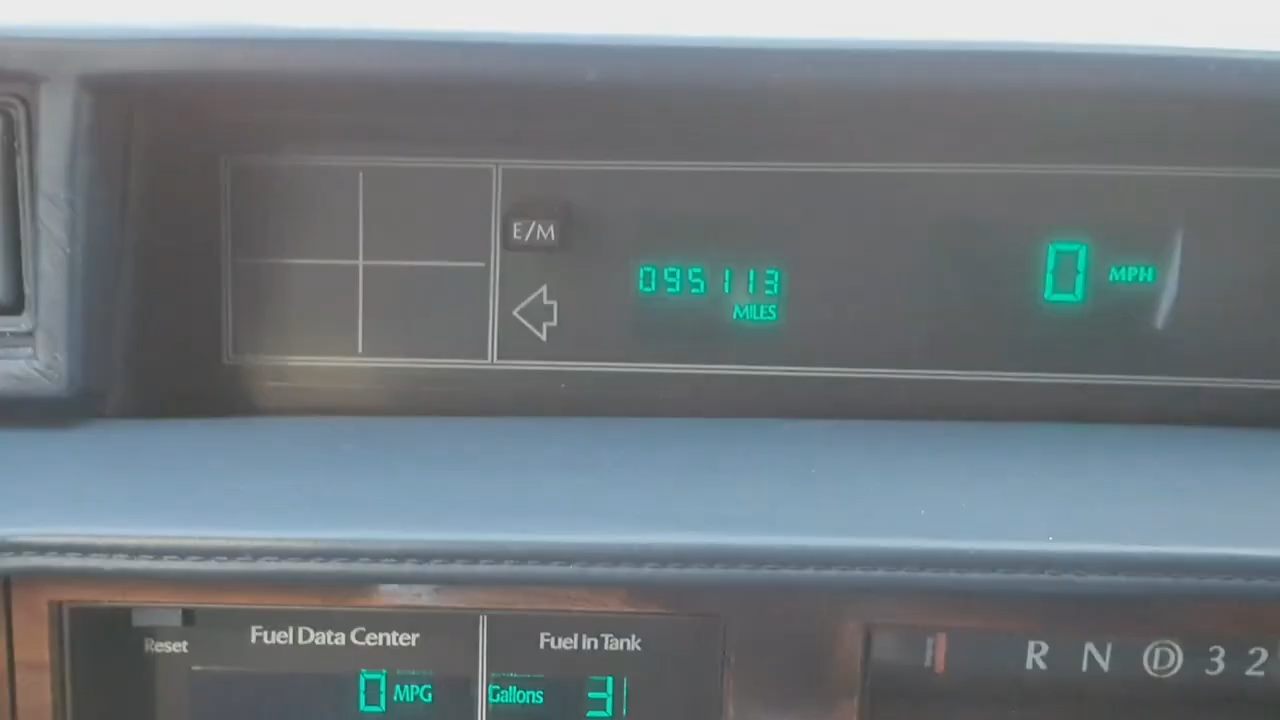 E/M
095113
MILES
0 MPH
Reset
Fuel Data Center
Fuel In Tank
0 MPG
Gallons 3
R N D 3 2